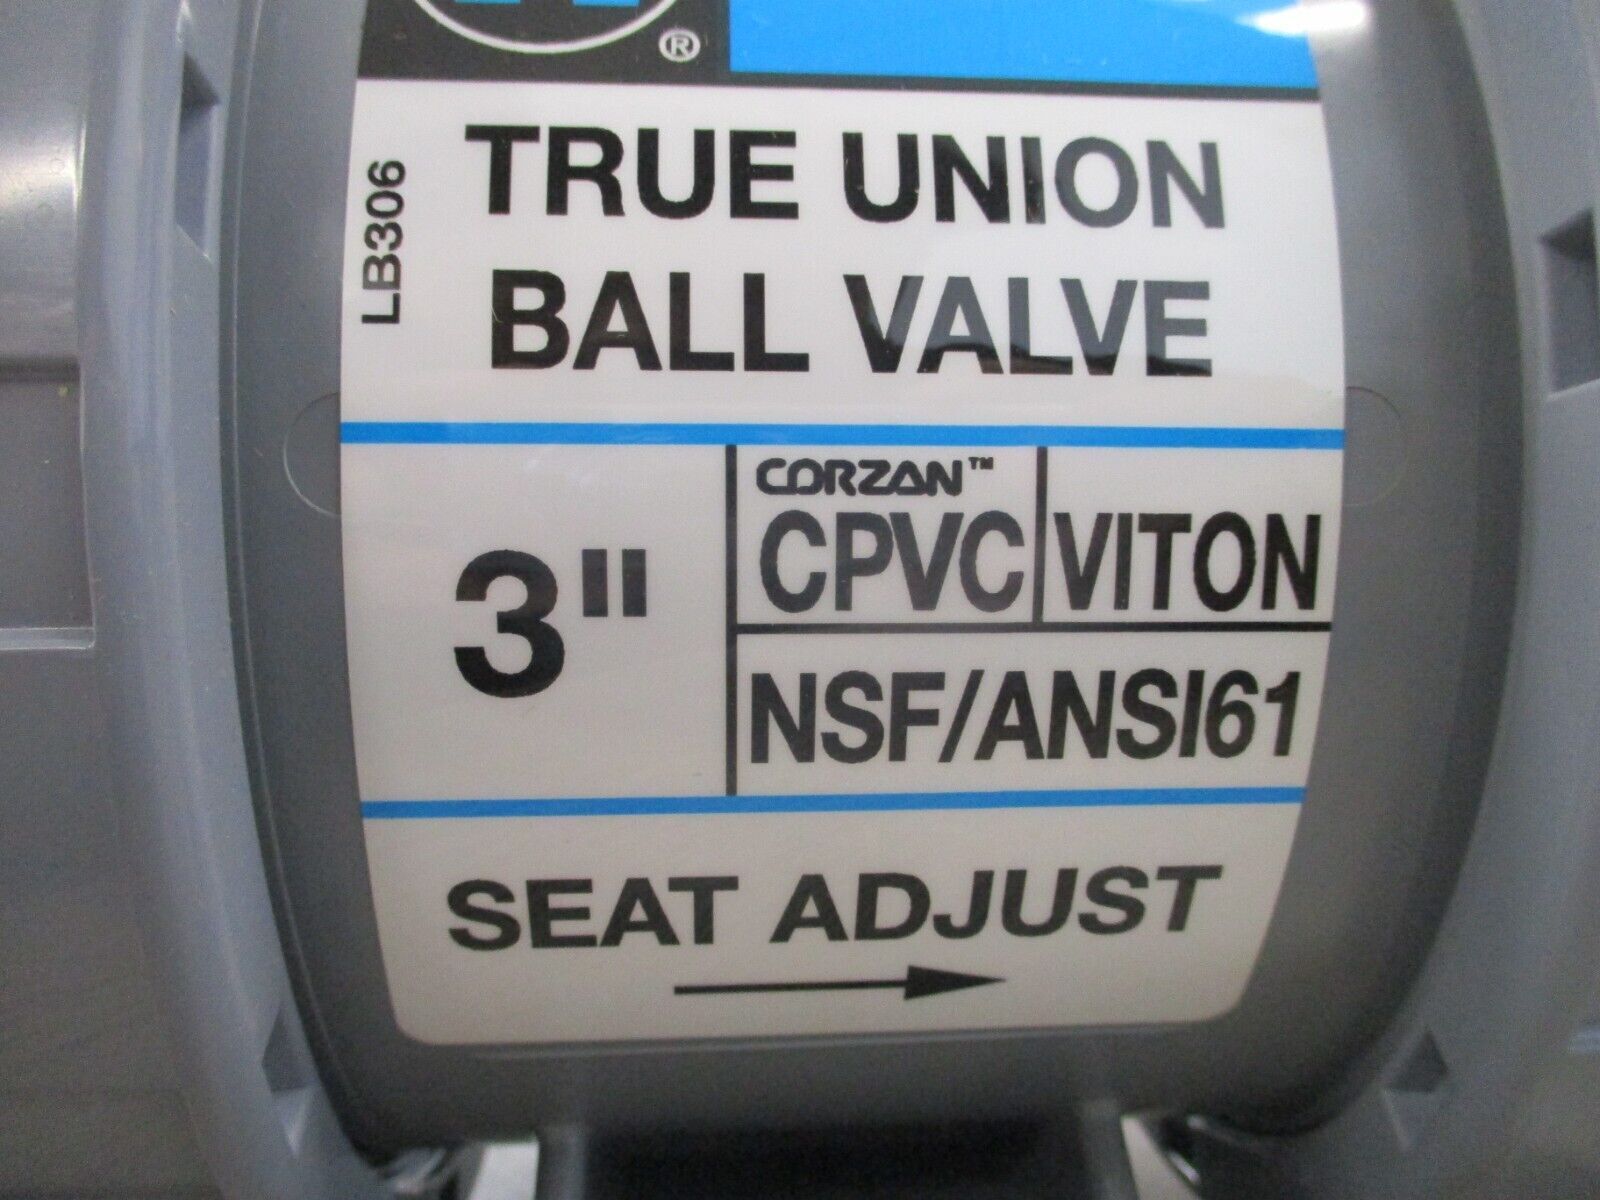 ®
TRUE UNION
BALL VALVE
LB306
3"
CORZAN™
CPVC
VITON
NSF/ANSI61
SEAT ADJUST